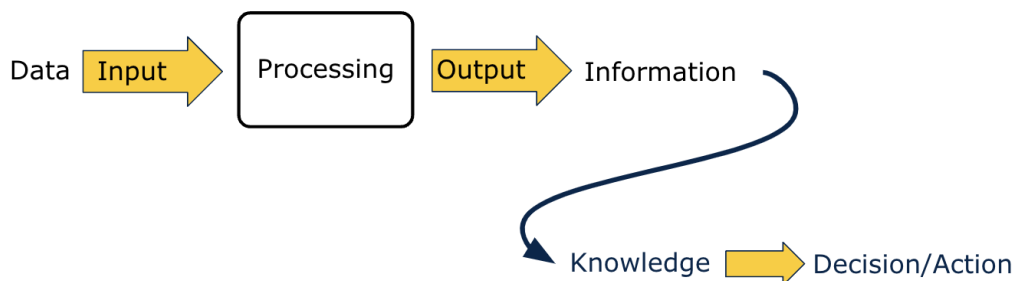 Data Input Processing Output Information
Knowledge Decision/Action